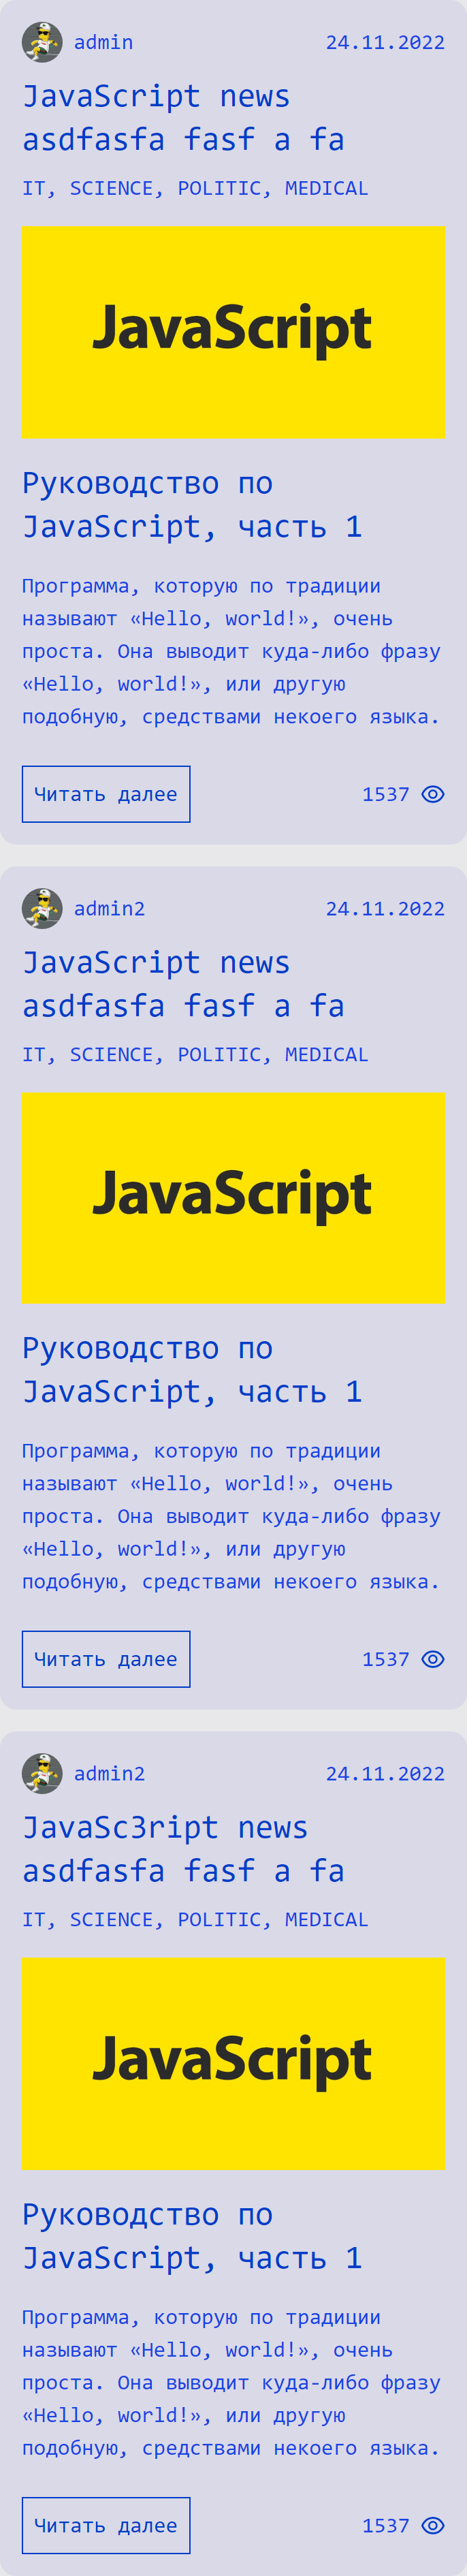 admin 24.11.2022
JavaScript news
asdfasfa fasf a fa
IT, SCIENCE, POLITIC, MEDICAL
JavaScript
Руководство по
JavaScript, часть 1
Программа, которую по традиции
называют «Hello, world!», очень
проста. Она выводит куда-либо фразу
«Hello, world!», или другую
подобную, средствами некоего языка.
Читать далее 1537
admin2 24.11.2022
JavaScript news
asdfasfa fasf a fa
IT, SCIENCE, POLITIC, MEDICAL
JavaScript
Руководство по
JavaScript, часть 1
Программа, которую по традиции
называют «Hello, world!», очень
проста. Она выводит куда-либо фразу
«Hello, world!», или другую
подобную, средствами некоего языка.
Читать далее 1537
admin2 24.11.2022
JavaSc3ript news
asdfasfa fasf a fa
IT, SCIENCE, POLITIC, MEDICAL
JavaScript
Руководство по
JavaScript, часть 1
Программа, которую по традиции
называют «Hello, world!», очень
проста. Она выводит куда-либо фразу
«Hello, world!», или другую
подобную, средствами некоего языка.
Читать далее 1537